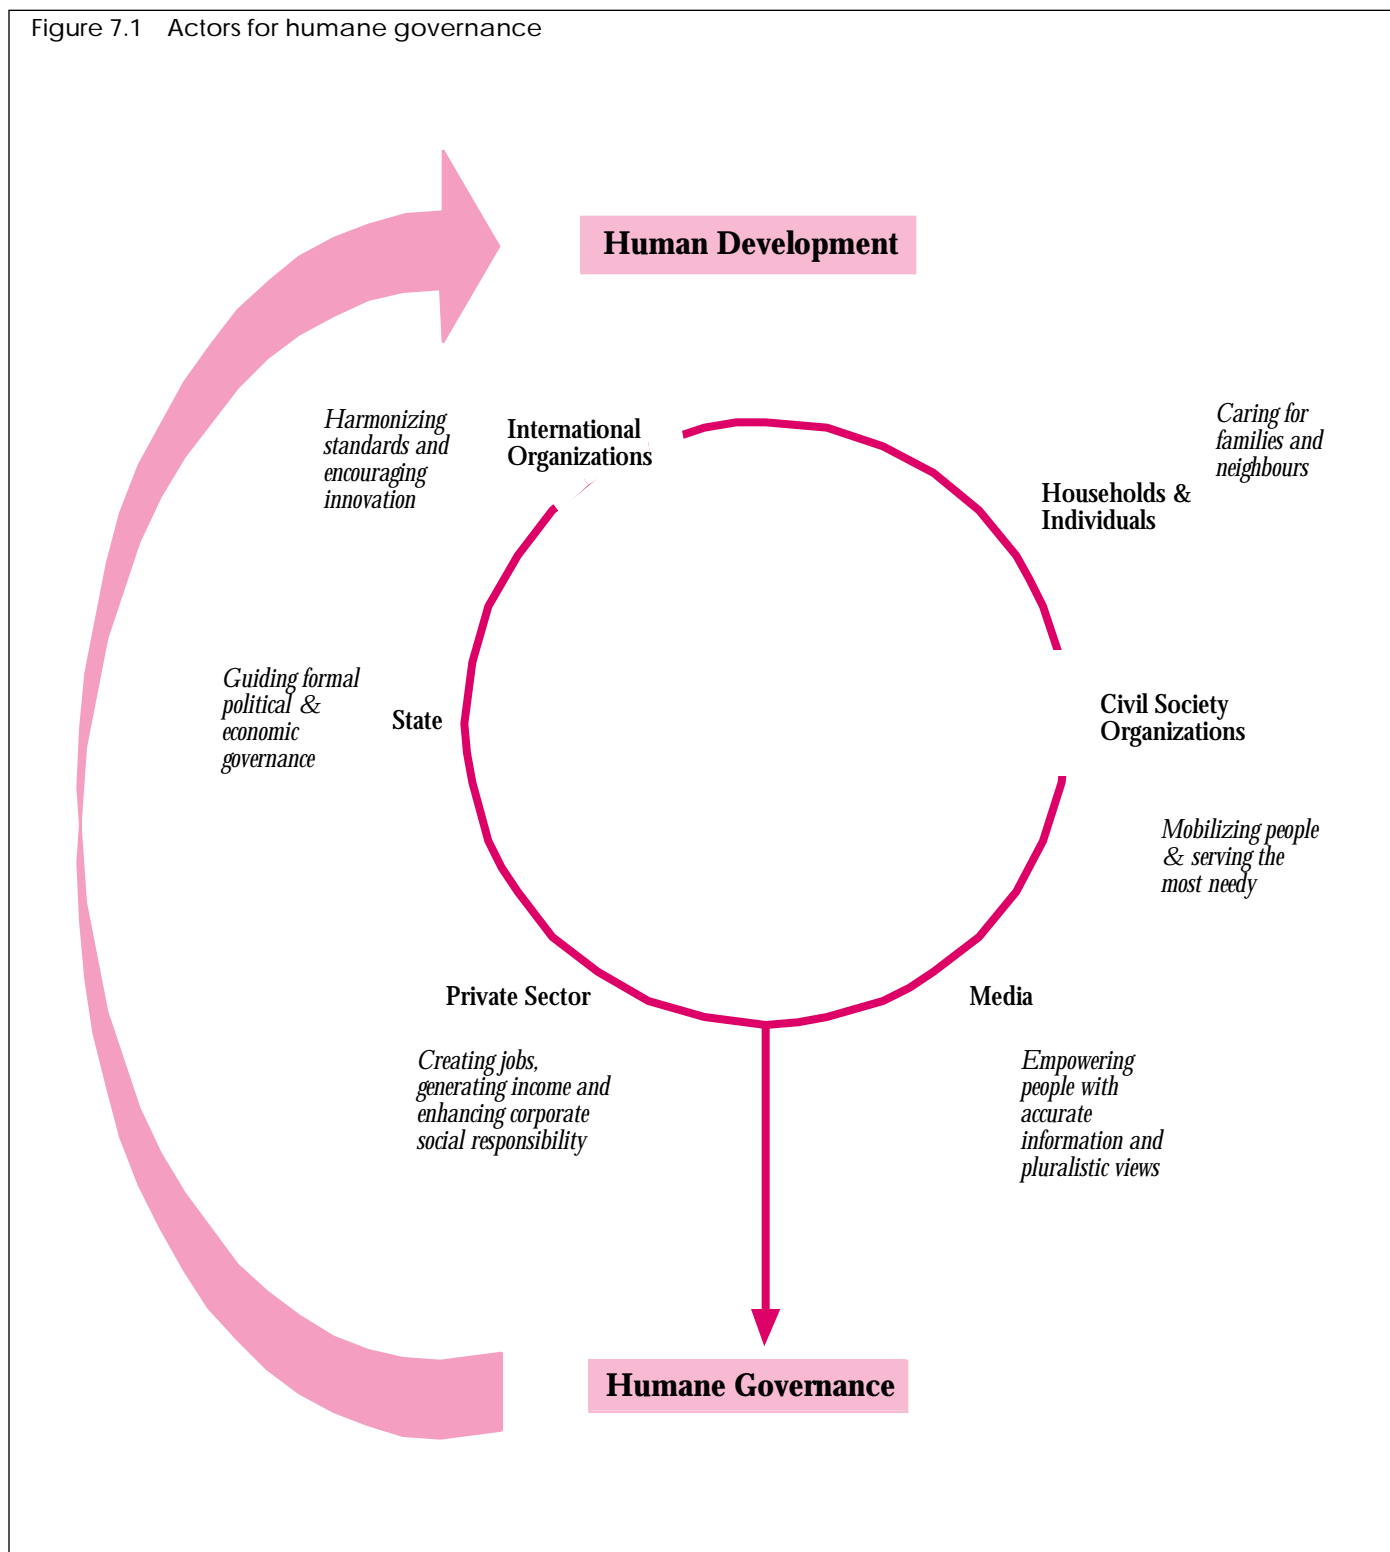 Figure 7.1 Actors for humane governance
Human Development
Harmonizing
standards and
encouraging
innovation
International
Organizations
Caring for
families and
neighbours
Households &
Individuals
Guiding formal
political &
economic
governance
State
Civil Society
Organizations
Mobilizing people
& serving the
most needy
Private Sector
Media
Creating jobs,
generating income and
enhancing corporate
social responsibility
Empowering
people with
accurate
information and
pluralistic views
Humane Governance